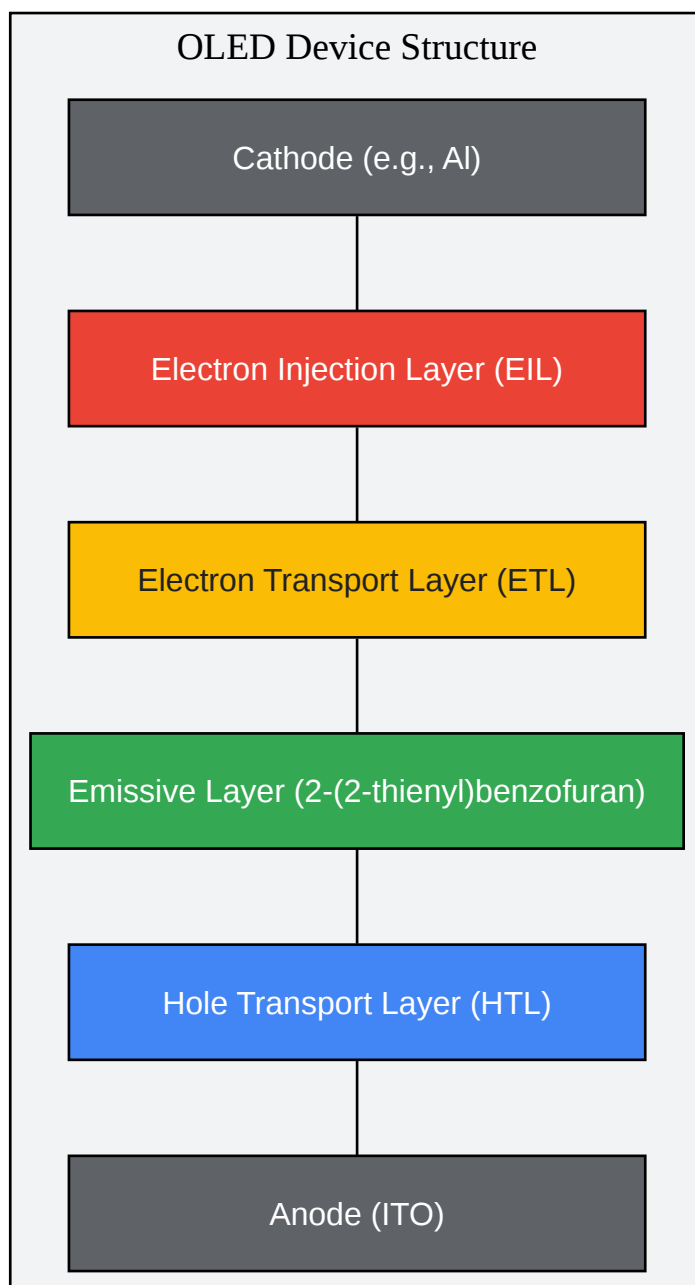 OLED Device Structure
Cathode (e.g., Al)
Electron Injection Layer (EIL)
Electron Transport Layer (ETL)
Emissive Layer (2-(2-thienyl)benzofuran)
Hole Transport Layer (HTL)
Anode (ITO)